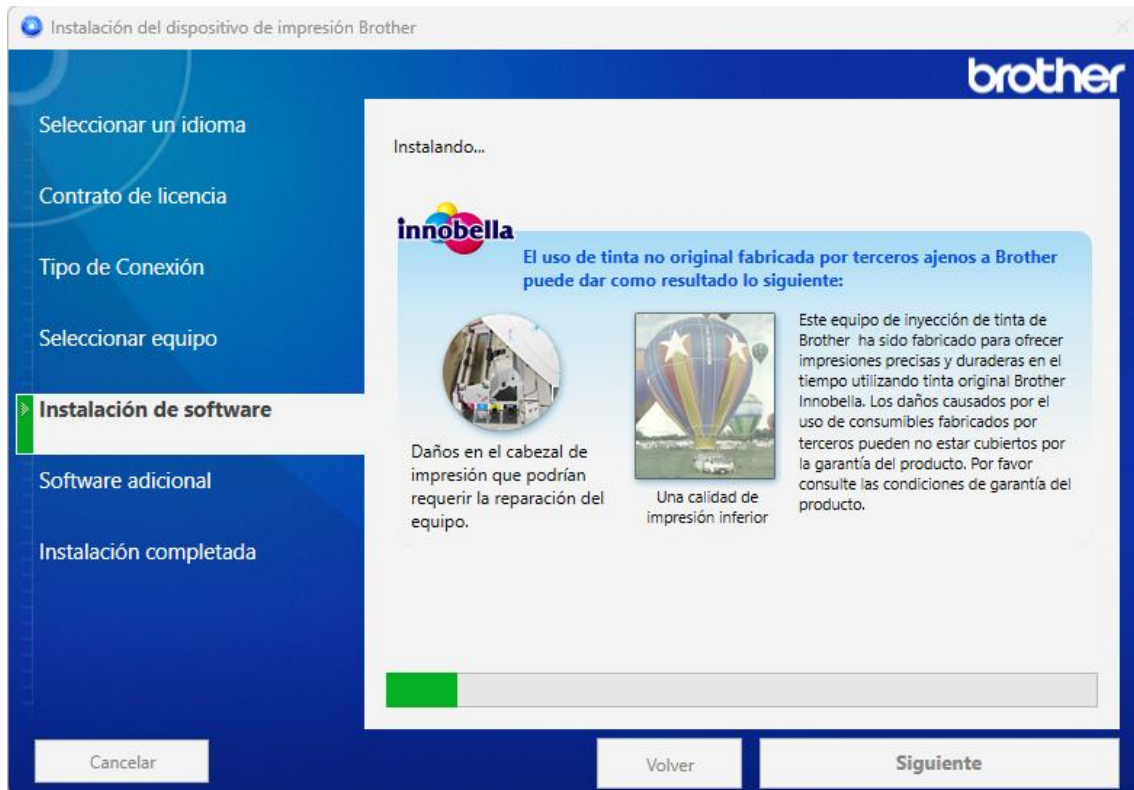 Instalación del dispositivo de impresión Brother
brother
Seleccionar un idioma
Contrato de licencia
Tipo de Conexión
Seleccionar equipo
Instalación de software
Software adicional
Instalación completada
Instalando...
innobella
El uso de tinta no original fabricada por terceros ajenos a Brother
puede dar como resultado lo siguiente:
Daños en el cabezal de
impresión que podrían
requerir la reparación del
equipo.
Una calidad de
impresión inferior
Este equipo de inyección de tinta de
Brother ha sido fabricado para ofrecer
impresiones precisas y duraderas en el
tiempo utilizando tinta original Brother
Innobella. Los daños causados por el
uso de consumibles fabricados por
terceros pueden no estar cubiertos por
la garantía del producto. Por favor
consulte las condiciones de garantía del
producto.
Cancelar
Volver
Siguiente